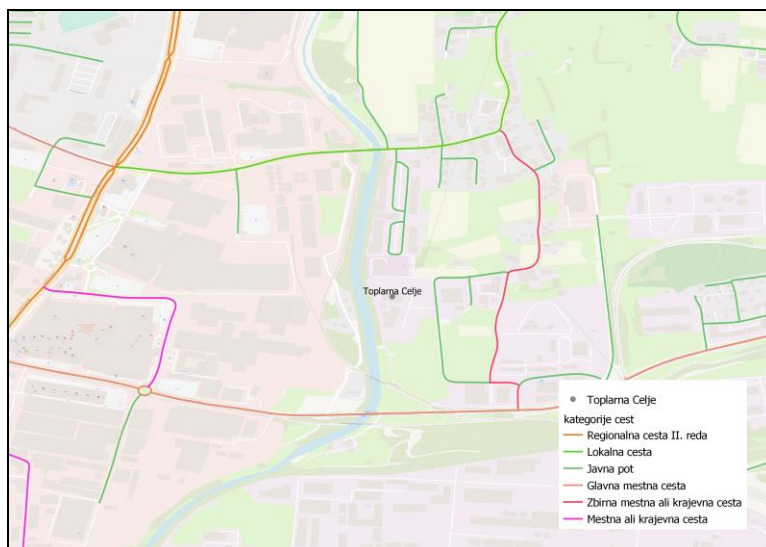 Toplarna Celje
Toplarna Celje
kategorije cest
Regionalna cesta II. reda
Lokalna cesta
Javna pot
Glavna mestna cesta
Zbirna mestna ali krajevna cesta
Mestna ali krajevna cesta